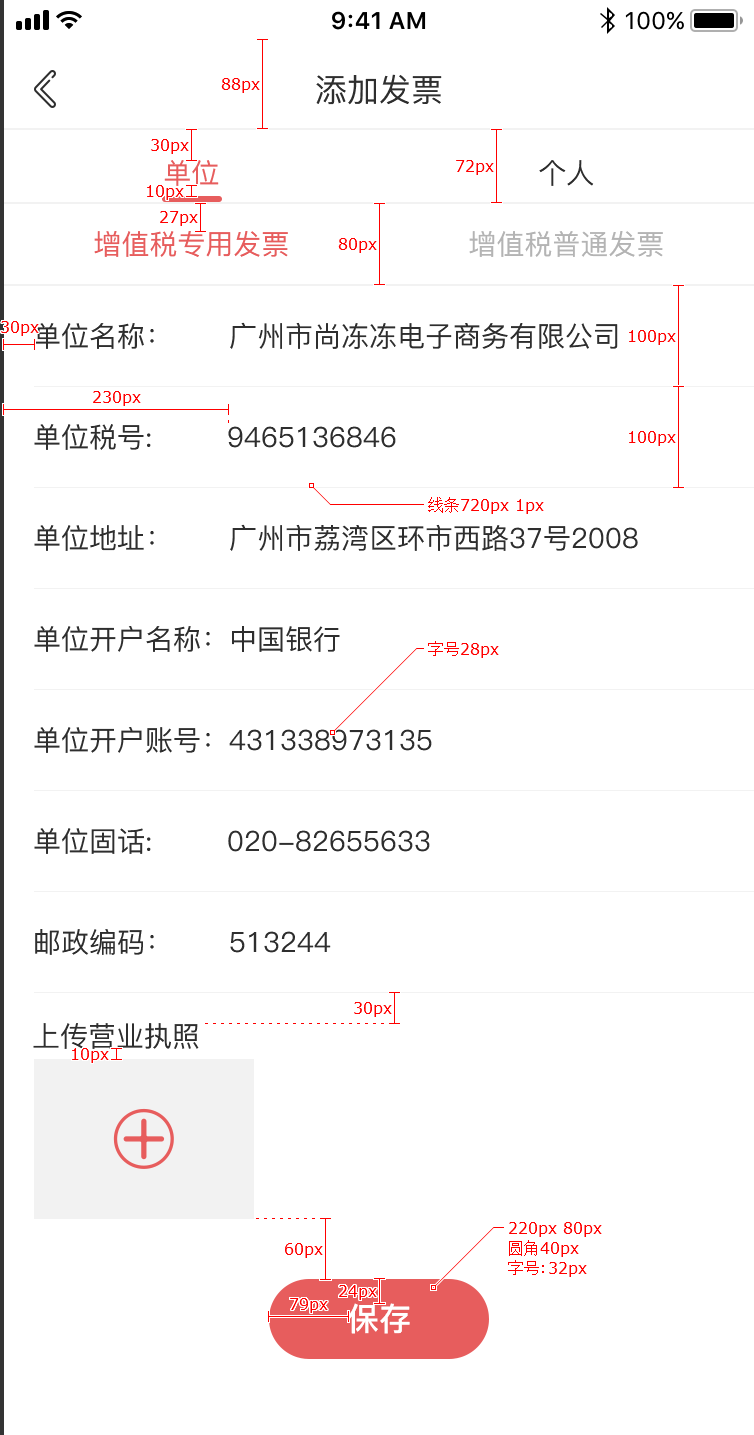 9:41 AM 100%
88px
添加发票
30px
单位 72px 个人
10px
27px
增值税专用发票 80px 增值税普通发票
30px
单位名称： 广州市尚冻冻电子商务有限公司 100px
230px
单位税号: 9465136846 100px
线条720px 1px
单位地址： 广州市荔湾区环市西路37号2008
单位开户名称： 中国银行
字号28px
单位开户账号： 431338973135
单位固话: 020-82655633
邮政编码： 513244
30px
上传营业执照
10px
220px 80px
圆角40px
字号: 32px
60px
24px
79px
保存